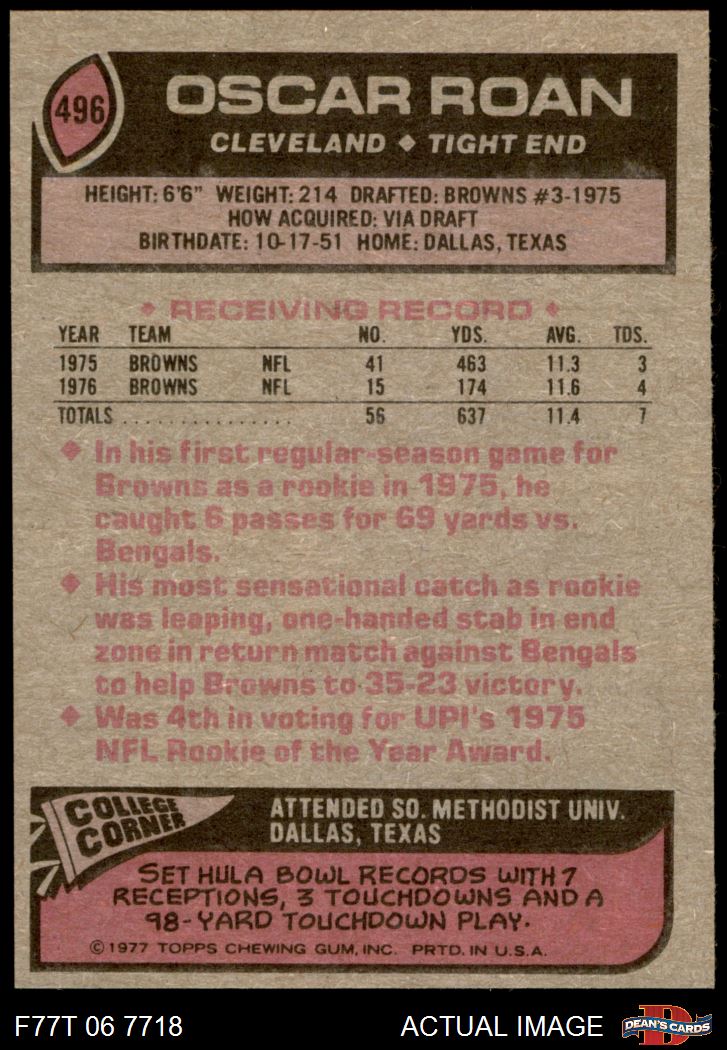 496
OSCAR ROAN
CLEVELAND ◆ TIGHT END
HEIGHT: 6'6" WEIGHT: 214 DRAFTED: BROWNS #3-1975
HOW ACQUIRED: VIA DRAFT
BIRTHDATE: 10-17-51 HOME: DALLAS, TEXAS
◆ RECEIVING RECORD ◆
YEAR TEAM NO. YDS. AVG. TDS.
1975 BROWNS NFL 41 463 11.3 3
1976 BROWNS NFL 15 174 11.6 4
TOTALS ............... 56 637 11.4 7
◆ In his first regular-season game for
Browns as a rookie in 1975, he
caught 6 passes for 69 yards vs.
Bengals.
◆ His most sensational catch as rookie
was leaping, one-handed stab in end
zone in return match against Bengals
to help Browns to 35-23 victory.
◆ Was 4th in voting for UPI's 1975
NFL Rookie of the Year Award.
COLLEGE
CORNER
ATTENDED SO. METHODIST UNIV.
DALLAS, TEXAS
SET HULA BOWL RECORDS WITH 7
RECEPTIONS, 3 TOUCHDOWNS AND A
98-YARD TOUCHDOWN PLAY.
©1977 TOPPS CHEWING GUM, INC. PRTD. IN U.S.A.
F77T 06 7718 ACTUAL IMAGE
D
DEAN'S CARDS